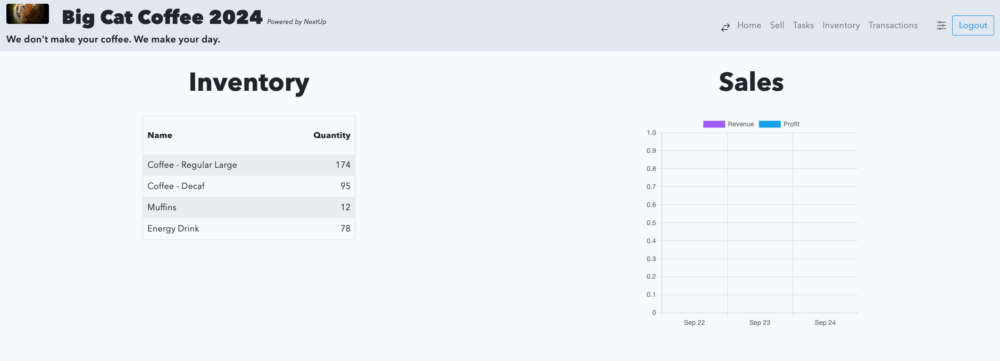 Big Cat Coffee 2024 Powered by NextUp
We don't make your coffee. We make your day.
Home Sell Tasks Inventory Transactions Logout
Inventory
Name Quantity
Coffee - Regular Large 174
Coffee - Decaf 95
Muffins 12
Energy Drink 78
Sales
Revenue Profit
1.0
0.9
0.8
0.7
0.6
0.5
0.4
0.3
0.2
0.1
0
Sep 22 Sep 23 Sep 24